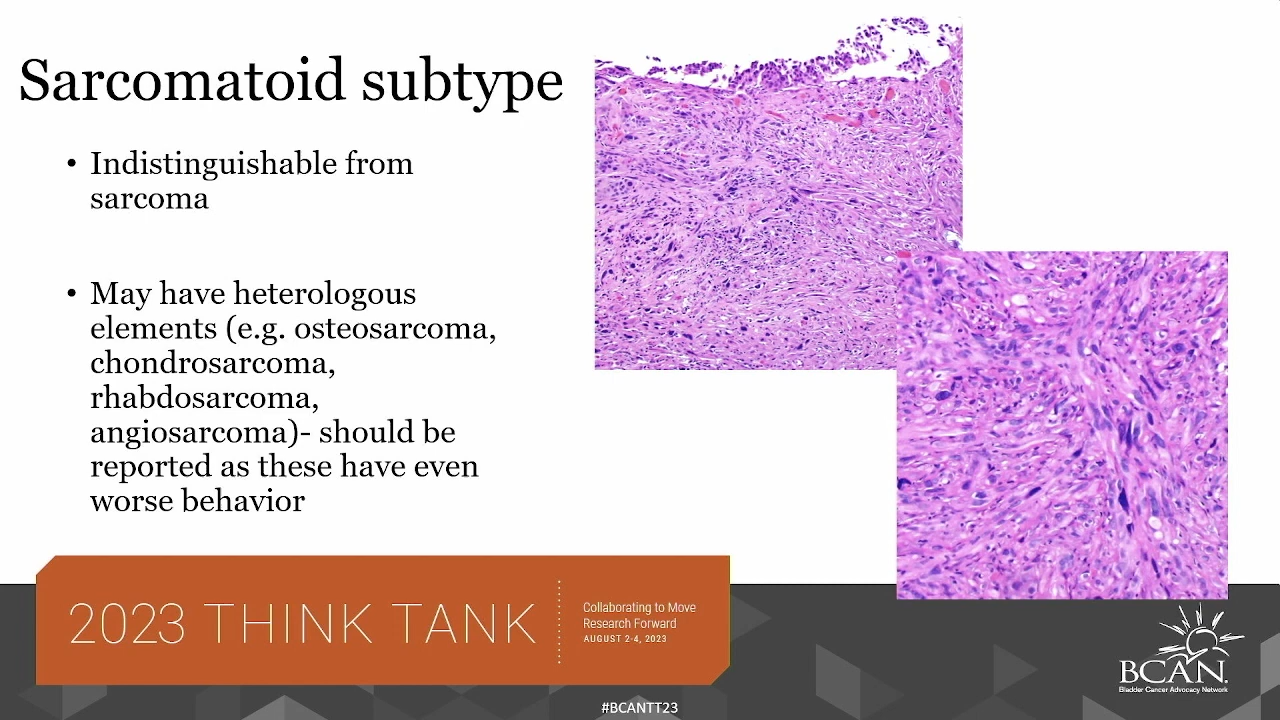 Sarcomatoid subtype
• Indistinguishable from
sarcoma
• May have heterologous
elements (e.g. osteosarcoma,
chondrosarcoma,
rhabdosarcoma,
angiosarcoma)- should be
reported as these have even
worse behavior
2023 THINK TANK
Collaborating to Move
Research Forward
AUGUST 2-4, 2023
BCAN.
Bladder Cancer Advocacy Network
#BCANTT23